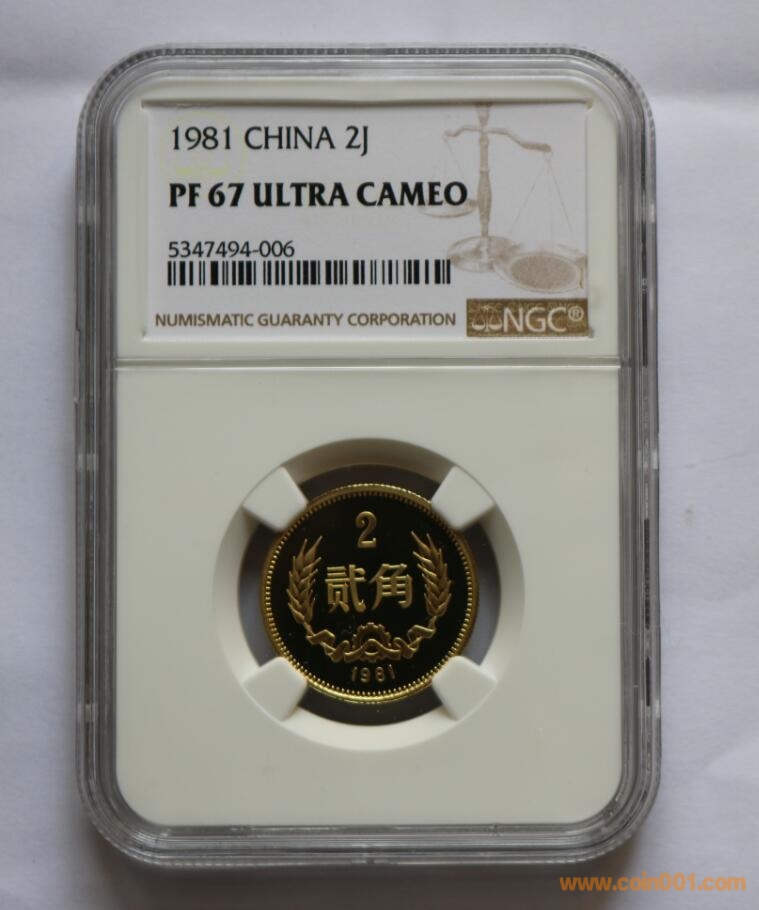 1981 CHINA 2J
PF 67 ULTRA CAMEO
5347494-006
NUMISMATIC GUARANTY CORPORATION
NGC®
2
贰角
1981
www.coin001.com